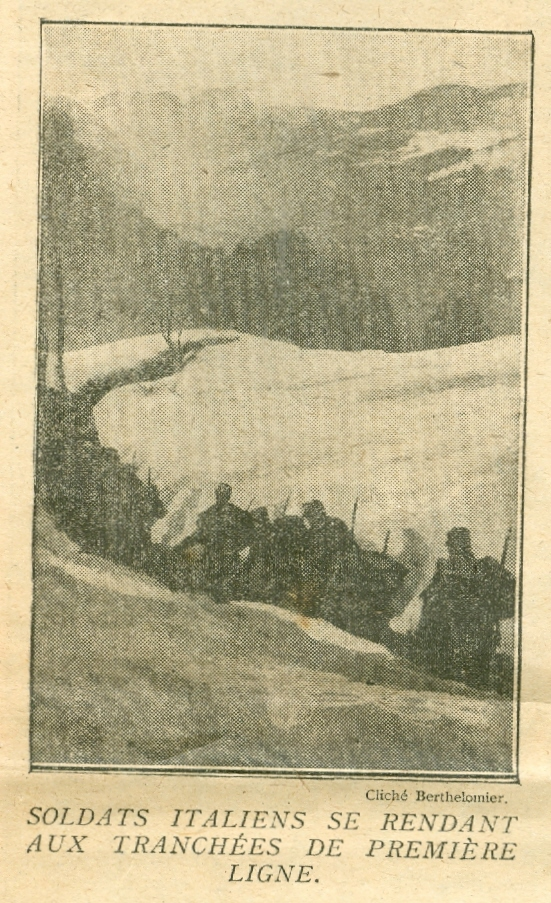 Cliché Berthelomier.
SOLDATS ITALIENS SE RENDANT
AUX TRANCHÉES DE PREMIÈRE
LIGNE.